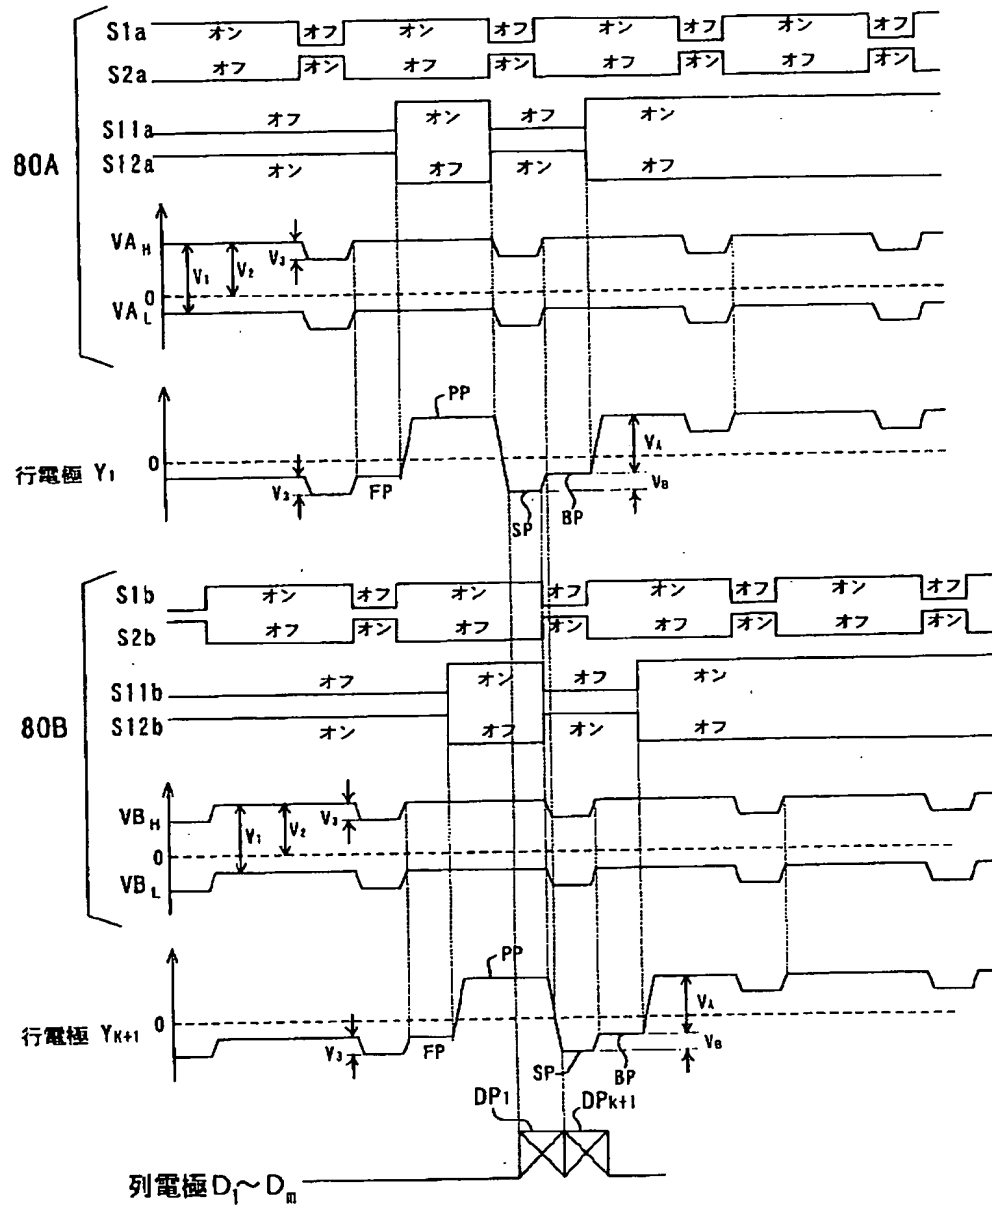 S1a オン オフ オン オフ オン オフ オン オフ
S2a オフ オン オフ オン オフ オン オフ オン
S11a オフ オン オフ オン
80A
S12a オン オフ オン オフ
VAH
V3
V1
V2
0
VAL
PP
行電極 Y1
0
V3
FP
SP
BP
VA
VB
S1b オン オフ オン オフ オン オフ オン オフ
S2b オフ オン オフ オン オフ オン オフ オン
S11b オフ オン オフ オン
80B
S12b オン オフ オン オフ
VBH
V3
V1
V2
0
VBL
PP
行電極 YK+1
0
V3
FP
SP
BP
VA
VB
DP1
DPk+1
列電極D1～Dm